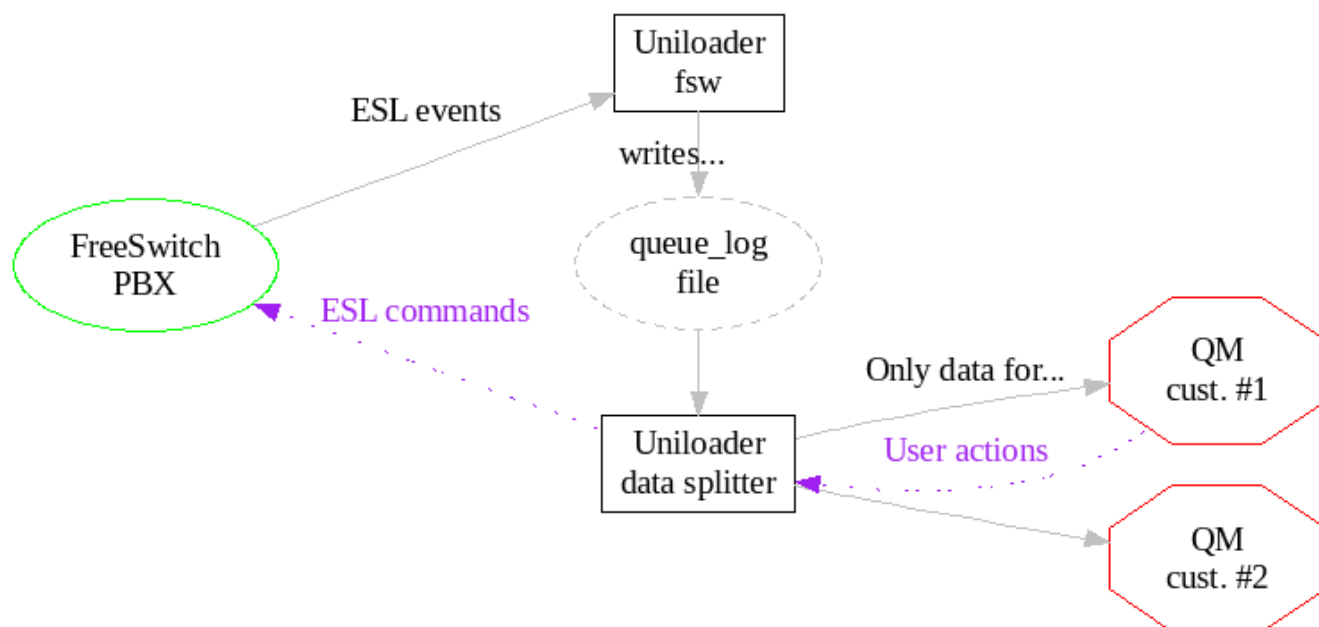 Uniloader
fsw
ESL events
writes...
FreeSwitch
PBX
queue_log
file
ESL commands
Only data for...
QM
cust. #1
Uniloader
data splitter
User actions
QM
cust. #2